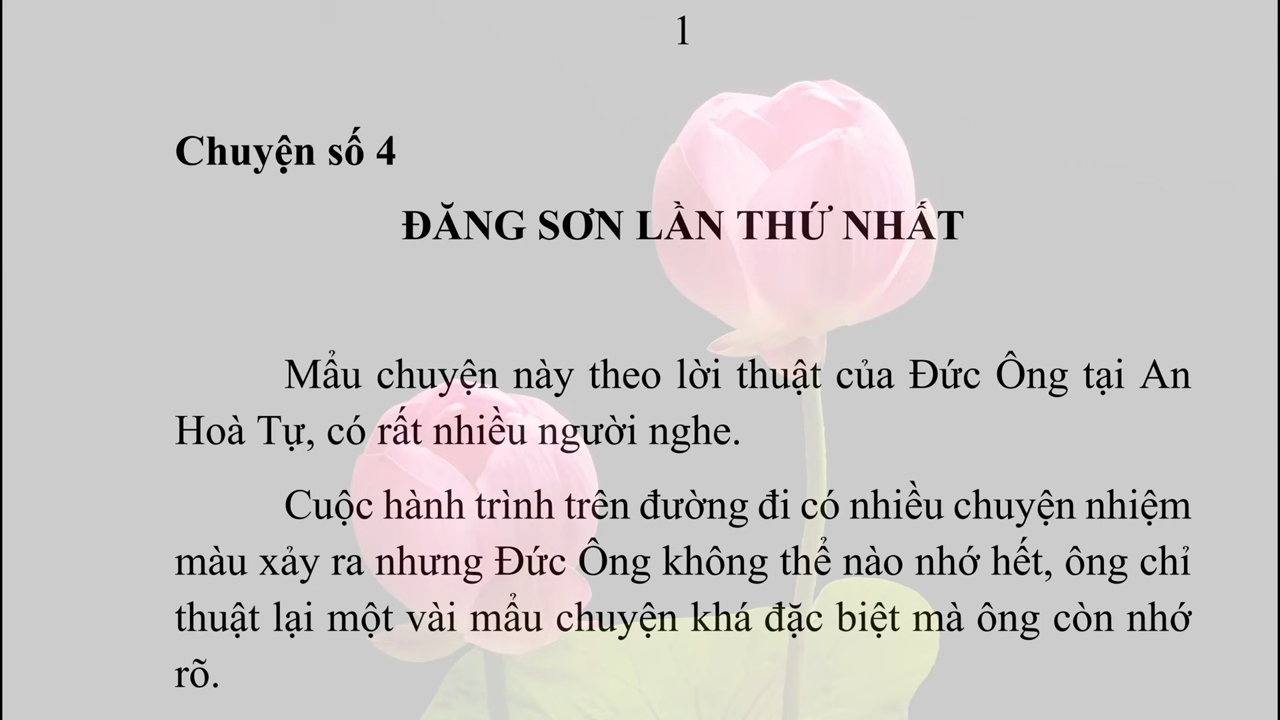 1
Chuyện số 4
ĐĂNG SƠN LẦN THỨ NHẤT
Mẩu chuyện này theo lời thuật của Đức Ông tại An
Hoà Tự, có rất nhiều người nghe.
Cuộc hành trình trên đường đi có nhiều chuyện nhiệm
màu xảy ra nhưng Đức Ông không thể nào nhớ hết, ông chỉ
thuật lại một vài mẩu chuyện khá đặc biệt mà ông còn nhớ
rõ.